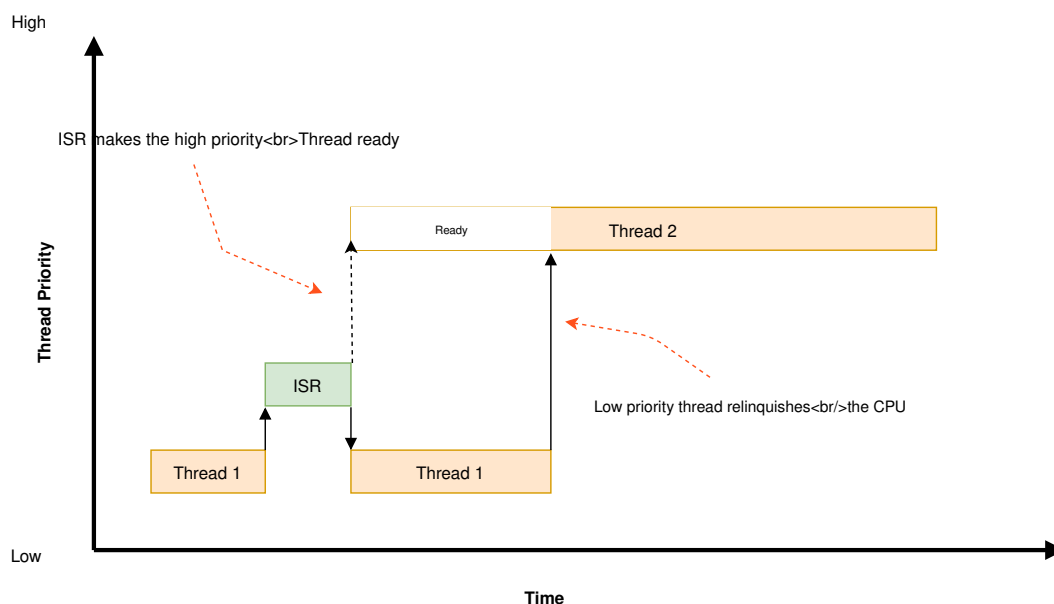 High
ISR makes the high priority<br>Thread ready
Ready
Thread 2
Thread Priority
ISR
Low priority thread relinquishes<br/>the CPU
Thread 1
Thread 1
Low
Time